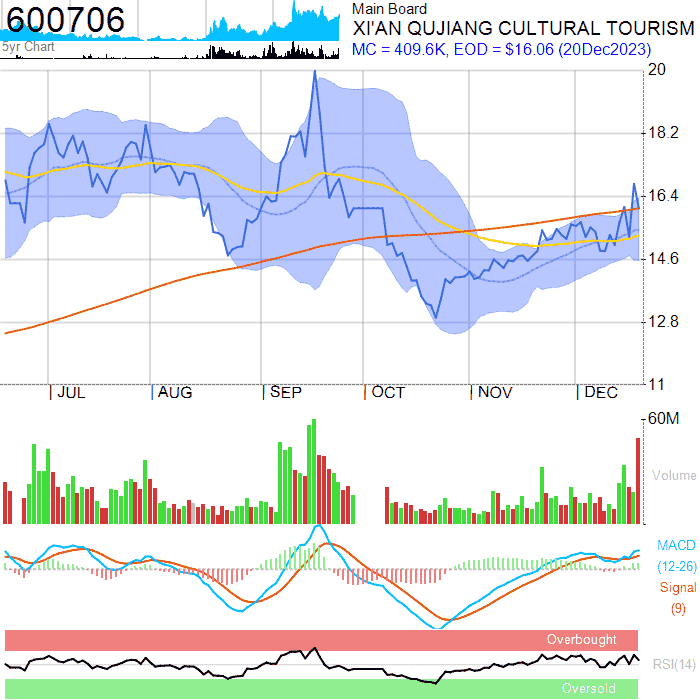 600706
5yr Chart
Main Board
XI'AN QUJIANG CULTURAL TOURISM
MC = 409.6K, EOD = $16.06 (20Dec2023)
20
18.2
16.4
14.6
12.8
11
JUL AUG SEP OCT NOV DEC
60M
Volume
MACD
(12-26)
Signal
(9)
Overbought
RSI(14)
Oversold